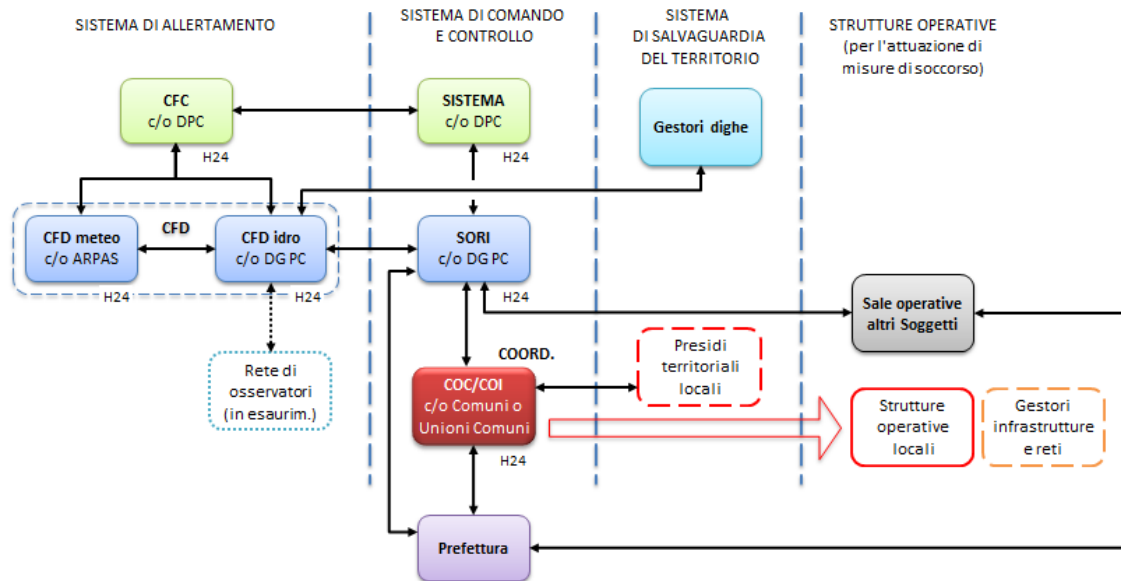 SISTEMA DI ALLERTAMENTO
SISTEMA DI COMANDO
E CONTROLLO
SISTEMA
DI SALVAGUARDIA
DEL TERRITORIO
STRUTTURE OPERATIVE
(per l'attuazione di
misure di soccorso)
CFC
c/o DPC
H24
SISTEMA
c/o DPC
H24
Gestori dighe
CFD meteo
c/o ARPAS
H24
CFD
CFD idro
c/o DG PC
H24
SORI
c/o DG PC
H24
Sale operative
altri Soggetti
Rete di
osservatori
(in esaurim.)
COORD.
COC/COI
c/o Comuni o
Unioni Comuni
H24
Presidi
territoriali
locali
Strutture
operative
locali
Gestori
infrastrutture
e reti
Prefettura